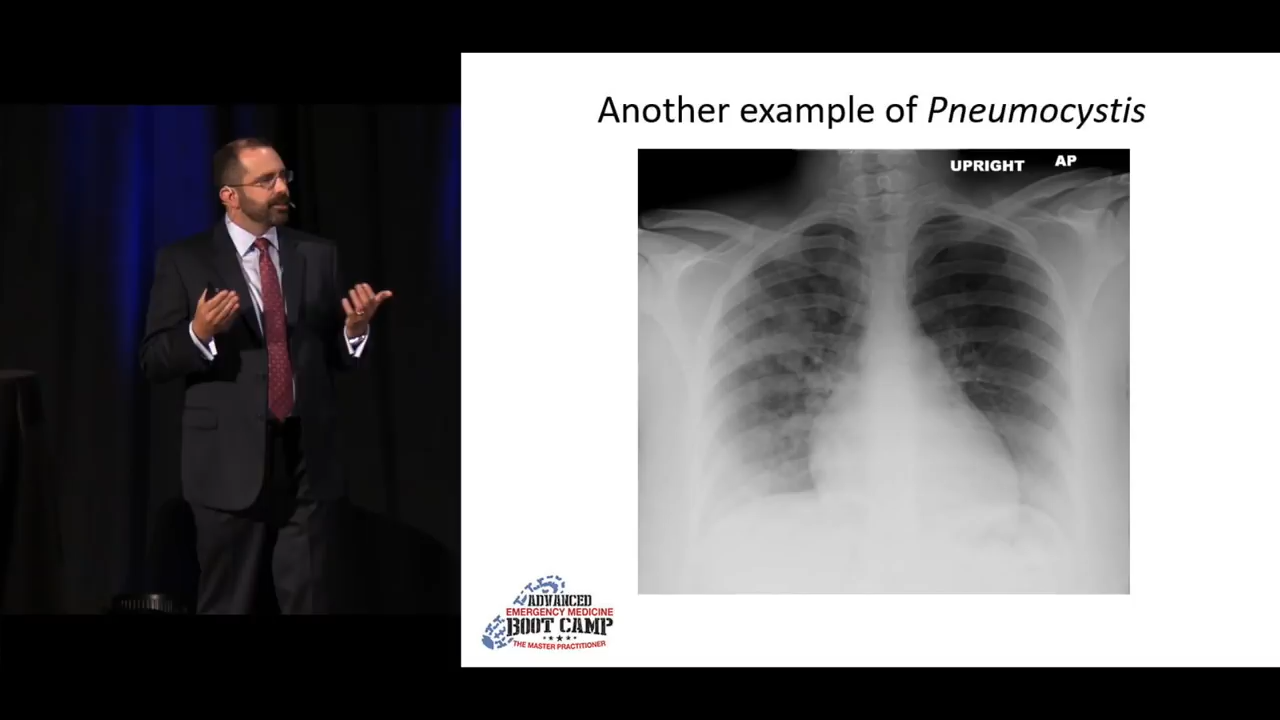 Another example of Pneumocystis
UPRIGHT AP
ADVANCED
EMERGENCY MEDICINE
BOOT CAMP
THE MASTER PRACTITIONER